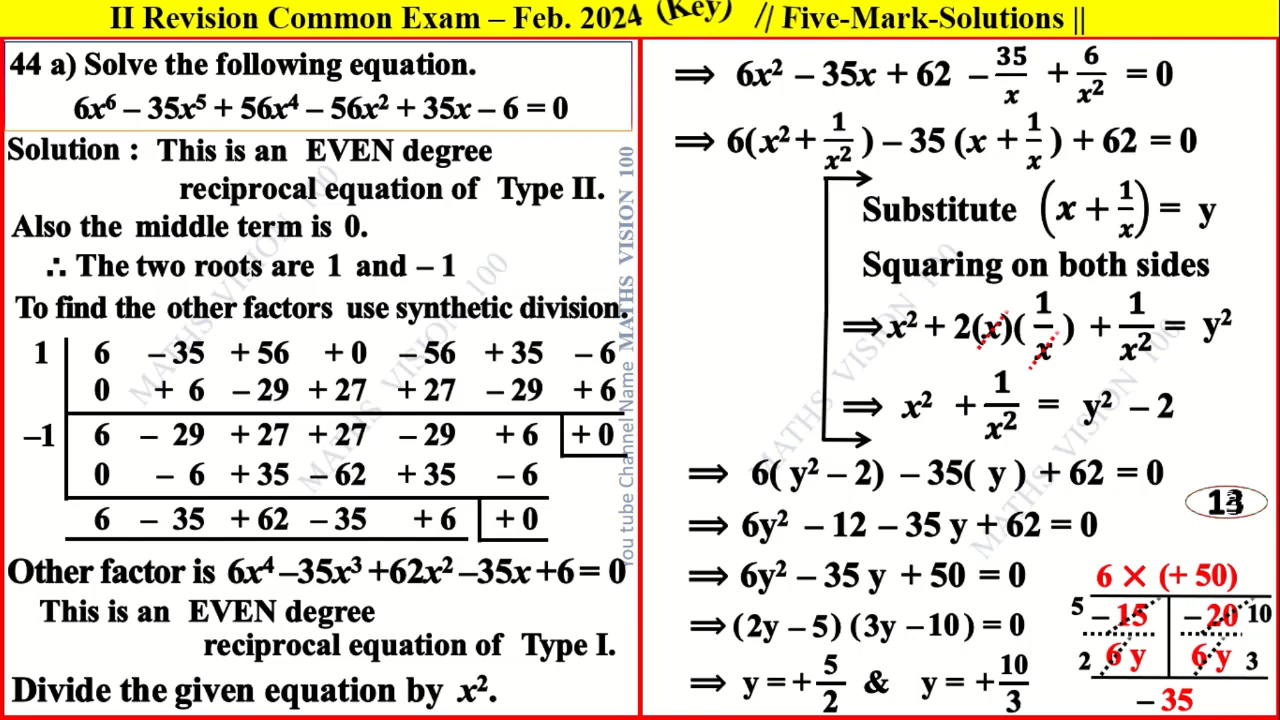 II Revision Common Exam – Feb. 2024 (Key) // Five-Mark-Solutions ||
44 a) Solve the following equation.
6x⁶ – 35x⁵ + 56x⁴ – 56x² + 35x – 6 = 0
Solution : This is an EVEN degree
reciprocal equation of Type II.
Also the middle term is 0.
∴ The two roots are 1 and – 1
To find the other factors use synthetic division.
1 | 6 – 35 + 56 + 0 – 56 + 35 – 6
0 + 6 – 29 + 27 + 27 – 29 + 6
–1 | 6 – 29 + 27 + 27 – 29 + 6 | + 0
0 – 6 + 35 – 62 + 35 – 6
6 – 35 + 62 – 35 + 6 | + 0
Other factor is 6x⁴ –35x³ +62x² –35x +6 = 0
This is an EVEN degree
reciprocal equation of Type I.
Divide the given equation by x².
You tube Channel Name MATHS VISION 100
⟹ 6x² – 35x + 62 – 35/x + 6/x² = 0
⟹ 6(x² + 1/x²) – 35 (x + 1/x) + 62 = 0
Substitute (x + 1/x) = y
Squaring on both sides
⟹ x² + 2(x)(1/x) + 1/x² = y²
⟹ x² + 1/x² = y² – 2
⟹ 6( y² – 2) – 35( y ) + 62 = 0
⟹ 6y² – 12 – 35 y + 62 = 0
⟹ 6y² – 35 y + 50 = 0
⟹ (2y – 5) (3y – 10) = 0
⟹ y = + 5/2 & y = + 10/3
6 × (+ 50)
5 – 15 – 20 10
2 6 y 6 y 3
– 35
MATHS VISION 100
MATHS VISION 100
MATHS VISION 100
MATHS VISION 100